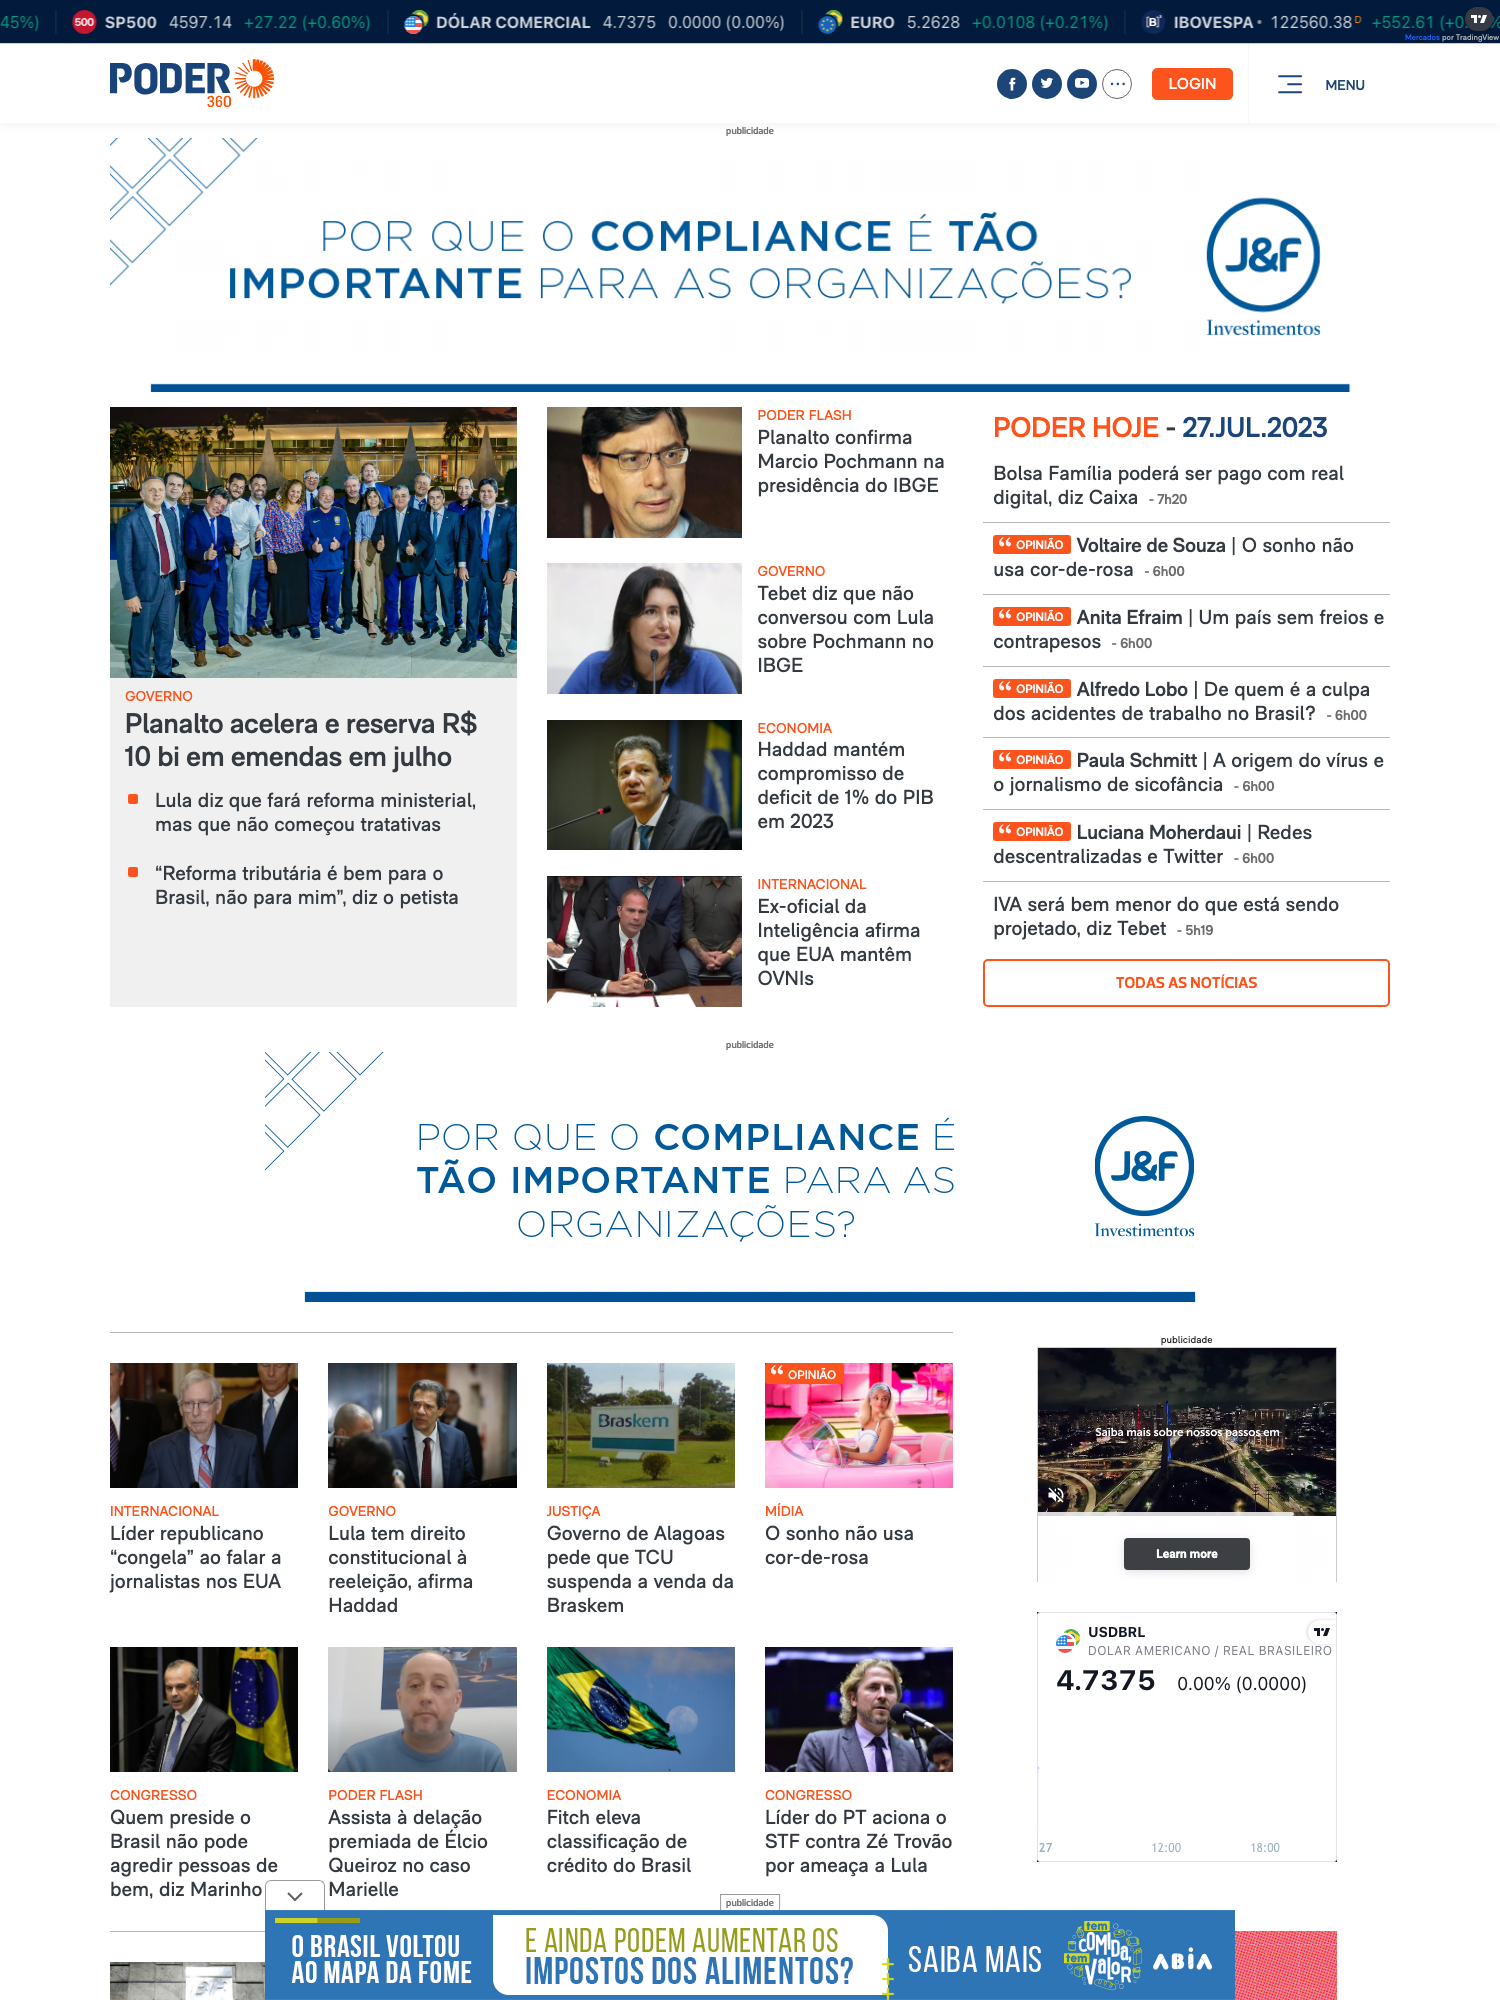 45%)
SP500 4597.14 +27.22 (+0.60%)
DÓLAR COMERCIAL 4.7375 0.0000 (0.00%)
EURO 5.2628 +0.0108 (+0.21%)
IBOVESPA 122560.38 D +552.61
Mercados por TradingView
PODER
360
LOGIN
MENU
publicidade
POR QUE O COMPLIANCE É TÃO
IMPORTANTE PARA AS ORGANIZAÇÕES?
J&F
Investimentos
GOVERNO
Planalto acelera e reserva R$
10 bi em emendas em julho
Lula diz que fará reforma ministerial,
mas que não começou tratativas
“Reforma tributária é bem para o
Brasil, não para mim”, diz o petista
PODER FLASH
Planalto confirma
Marcio Pochmann na
presidência do IBGE
GOVERNO
Tebet diz que não
conversou com Lula
sobre Pochmann no
IBGE
ECONOMIA
Haddad mantém
compromisso de
deficit de 1% do PIB
em 2023
INTERNACIONAL
Ex-oficial da
Inteligência afirma
que EUA mantêm
OVNIs
PODER HOJE - 27.JUL.2023
Bolsa Família poderá ser pago com real
digital, diz Caixa - 7h20
“ OPINIÃO Voltaire de Souza | O sonho não
usa cor-de-rosa - 6h00
“ OPINIÃO Anita Efraim | Um país sem freios e
contrapesos - 6h00
“ OPINIÃO Alfredo Lobo | De quem é a culpa
dos acidentes de trabalho no Brasil? - 6h00
“ OPINIÃO Paula Schmitt | A origem do vírus e
o jornalismo de sicofância - 6h00
“ OPINIÃO Luciana Moherdaui | Redes
descentralizadas e Twitter - 6h00
IVA será bem menor do que está sendo
projetado, diz Tebet - 5h19
TODAS AS NOTÍCIAS
publicidade
POR QUE O COMPLIANCE É
TÃO IMPORTANTE PARA AS
ORGANIZAÇÕES?
J&F
Investimentos
INTERNACIONAL
Líder republicano
“congela” ao falar a
jornalistas nos EUA
GOVERNO
Lula tem direito
constitucional à
reeleição, afirma
Haddad
Braskem
JUSTIÇA
Governo de Alagoas
pede que TCU
suspenda a venda da
Braskem
“ OPINIÃO
MÍDIA
O sonho não usa
cor-de-rosa
publicidade
Saiba mais sobre nossos passos em
Learn more
CONGRESSO
Quem preside o
Brasil não pode
agredir pessoas de
bem, diz Marinho
PODER FLASH
Assista à delação
premiada de Élcio
Queiroz no caso
Marielle
ECONOMIA
Fitch eleva
classificação de
crédito do Brasil
CONGRESSO
Líder do PT aciona o
STF contra Zé Trovão
por ameaça a Lula
USDBRL
DOLAR AMERICANO / REAL BRASILEIRO
4.7375 0.00% (0.0000)
27 12:00 18:00
publicidade
O BRASIL VOLTOU
AO MAPA DA FOME
E AINDA PODEM AUMENTAR OS
IMPOSTOS DOS ALIMENTOS?
SAIBA MAIS
tem
COMIDA,
tem
VALOR
ABIA